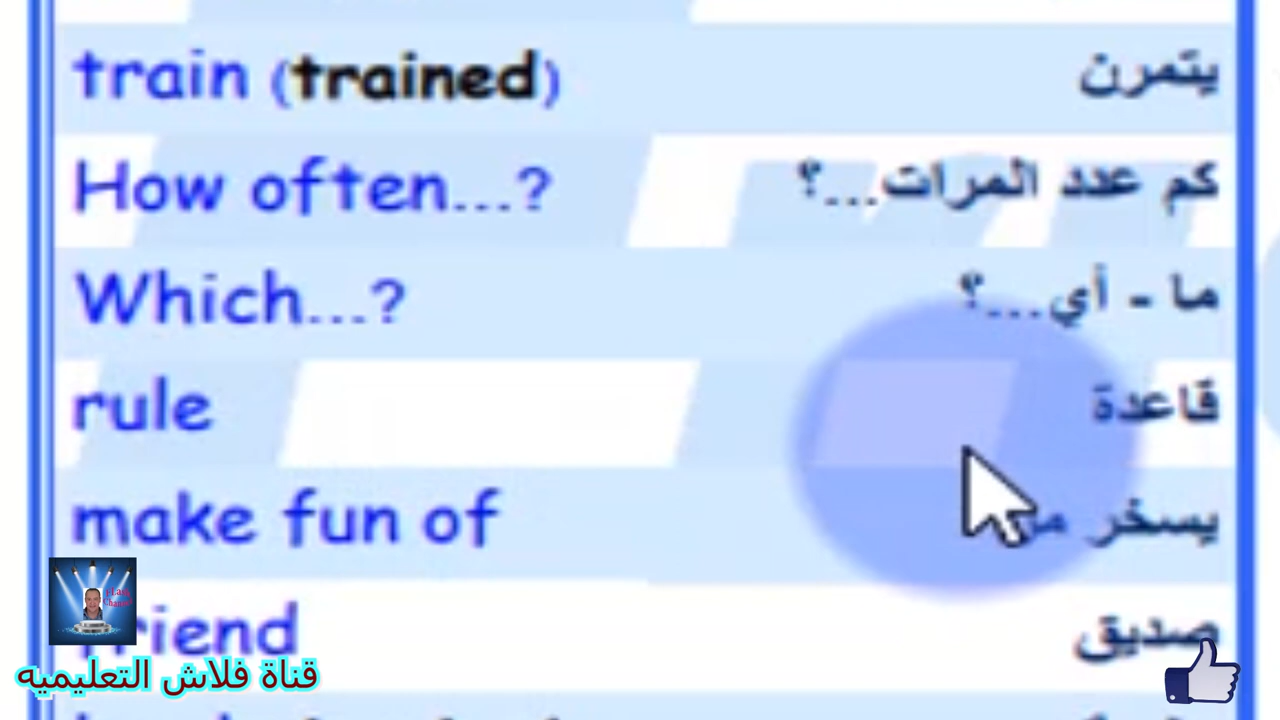 train (trained) يتمرن
How often...? كم عدد المرات...؟
Which...? ما - أي...؟
rule قاعدة
make fun of يسخر
صديق
قناة فلاش التعليميه